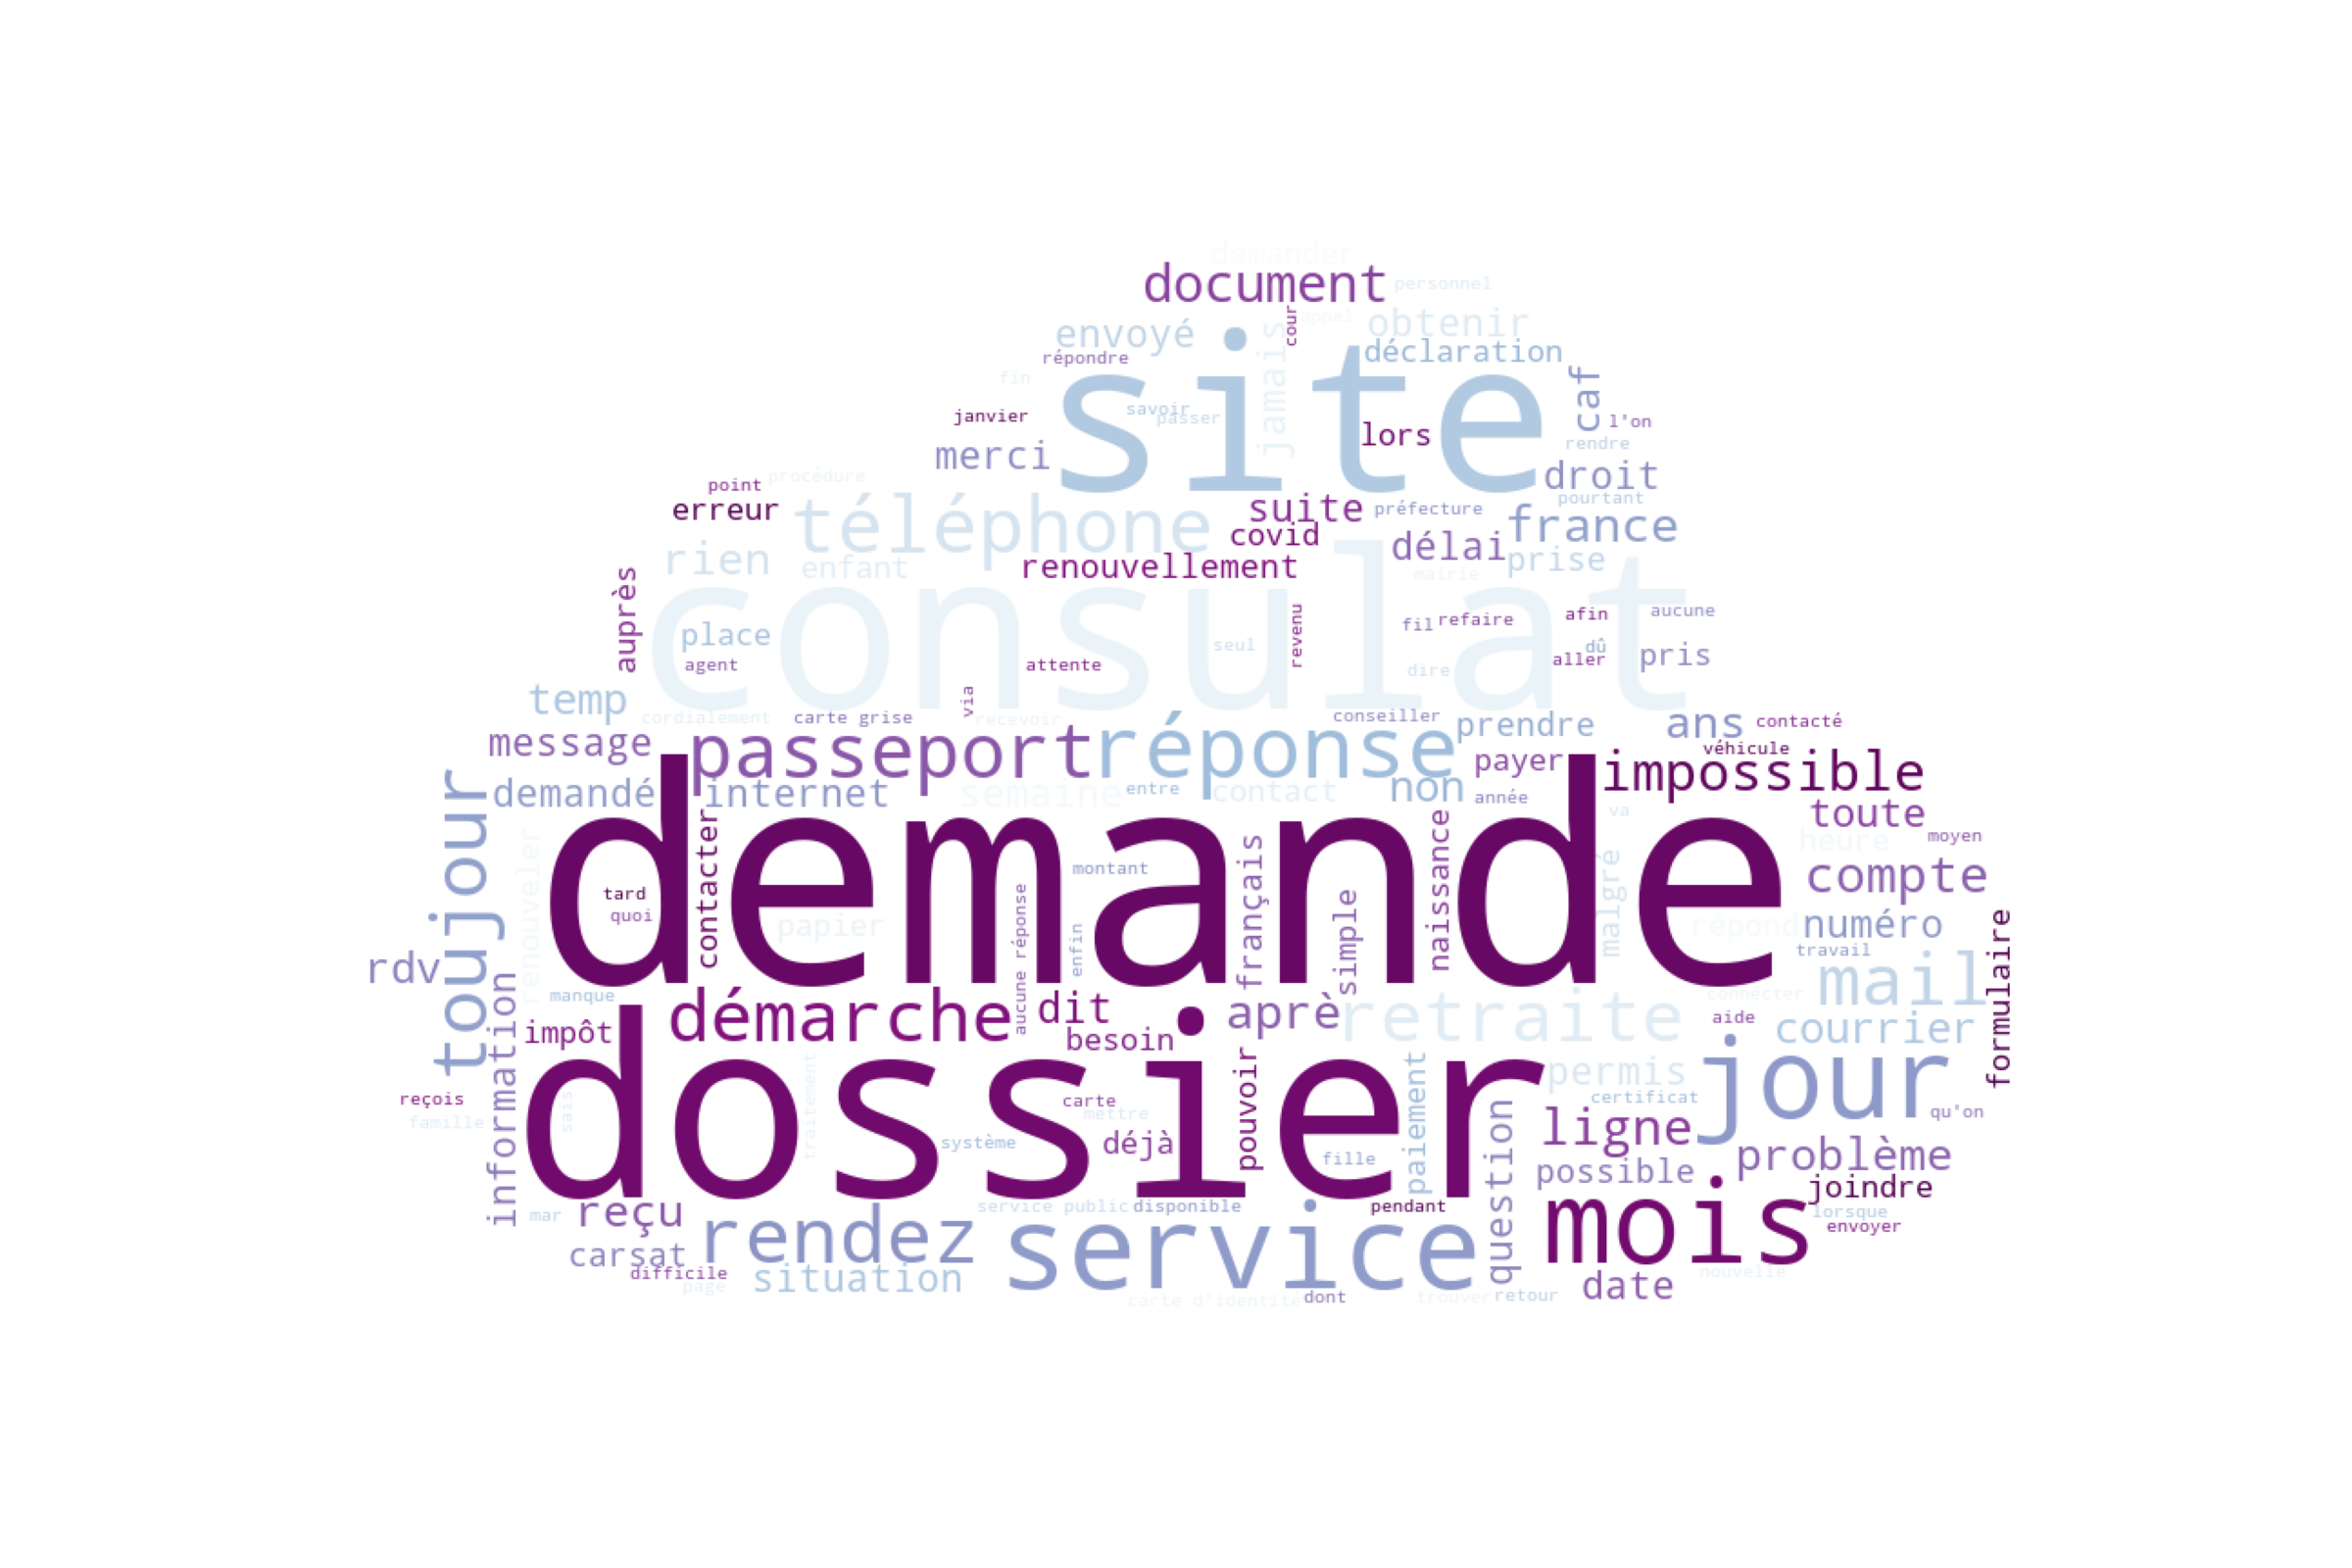 demander
document
personnel
cour
appel
obtenir
envoyé
jamais
site
déclaration
répondre
fin
caf
janvier
savoir
passer
lors
l'on
rendre
merci
droit
procédure
point
pourtant
erreur
téléphone
suite
préfecture
france
covid
délai
rien
enfant
renouvellement
prise
mairie
auprès
consulat
revenu
fil
refaire
afin
aucune
place
seul
dû
agent
attente
dire
aller
pris
temp
via
cordialement
carte grise
recevoir
conseiller
prendre
ans
contacté
message
passeport
réponse
payer
véhicule
impossible
toujour
demandé
internet
semaine
entre
contact
non
année
demande
va
toute
renouveler
contacter
heure
moyen
montant
français
naissance
malgré
compte
tard
quoi
aucune réponse
simple
papier
enfin
répond
numéro
formulaire
travail
rdv
information
manque
démarche
dit
aprè
retraite
connecter
mail
impôt
besoin
aide
courrier
dossier
pouvoir
paiement
permis
jour
reçois
famille
sais
traitement
carte
mettre
certificat
qu'on
question
ligne
système
déjà
fille
possible
problème
joindre
mar
reçu
rendez
service public
disponible
pendant
mois
lorsque
envoyer
service
carsat
difficile
page
situation
nouvelle
date
carte d'identité
dont
trouver
retour